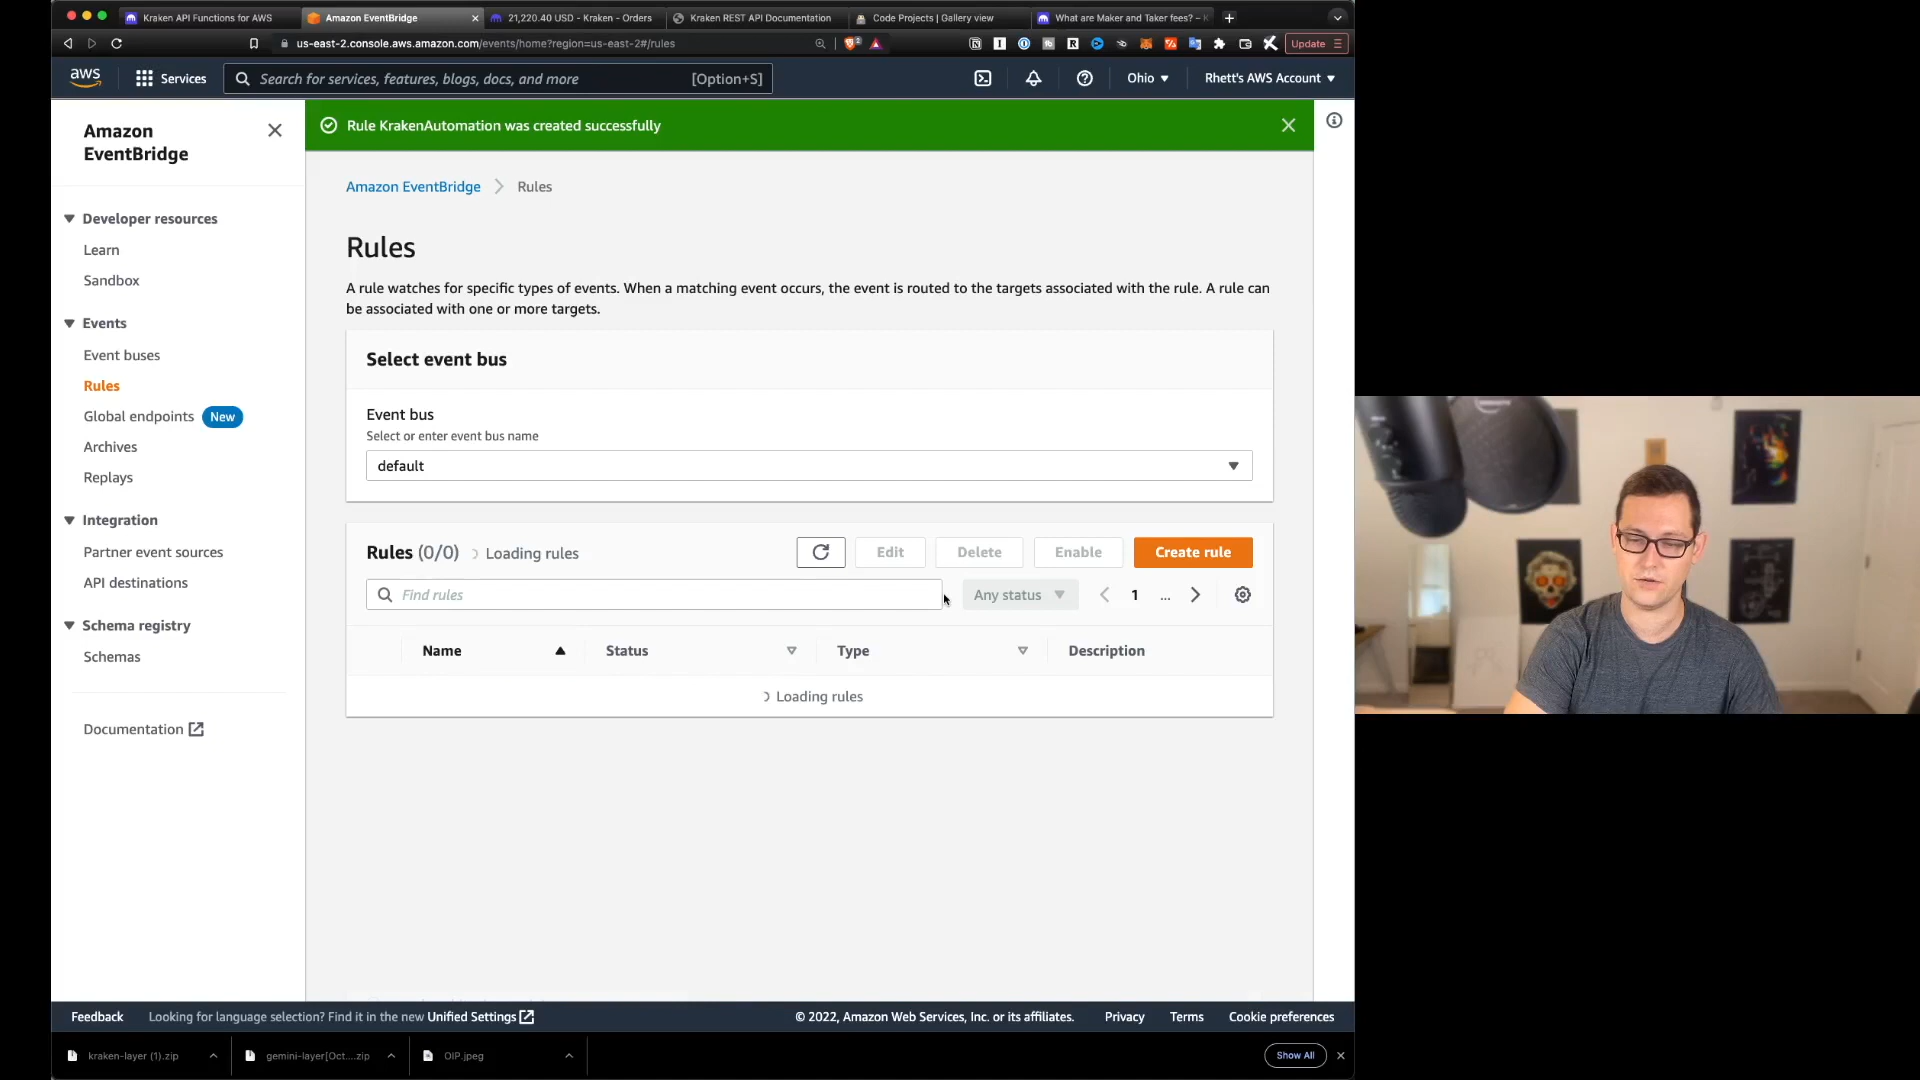 Kraken API Functions for AWS
Amazon EventBridge
21,220.40 USD - Kraken - Orders
Kraken REST API Documentation
Code Projects | Gallery view
What are Maker and Taker fees? – K
us-east-2.console.aws.amazon.com/events/home?region=us-east-2#/rules
Update
aws
Services
Search for services, features, blogs, docs, and more
[Option+S]
Ohio
Rhett's AWS Account
Amazon
EventBridge
Developer resources
Learn
Sandbox
Events
Event buses
Rules
Global endpoints New
Archives
Replays
Integration
Partner event sources
API destinations
Schema registry
Schemas
Documentation
Rule KrakenAutomation was created successfully
Amazon EventBridge
Rules
Rules
A rule watches for specific types of events. When a matching event occurs, the event is routed to the targets associated with the rule. A rule can
be associated with one or more targets.
Select event bus
Event bus
Select or enter event bus name
default
Rules (0/0) Loading rules
Edit
Delete
Enable
Create rule
Find rules
Any status
1
...
Name
Status
Type
Description
Loading rules
Feedback
Looking for language selection? Find it in the new Unified Settings
© 2022, Amazon Web Services, Inc. or its affiliates.
Privacy
Terms
Cookie preferences
kraken-layer (1).zip
gemini-layer[Oct....zip
OIP.jpeg
Show All